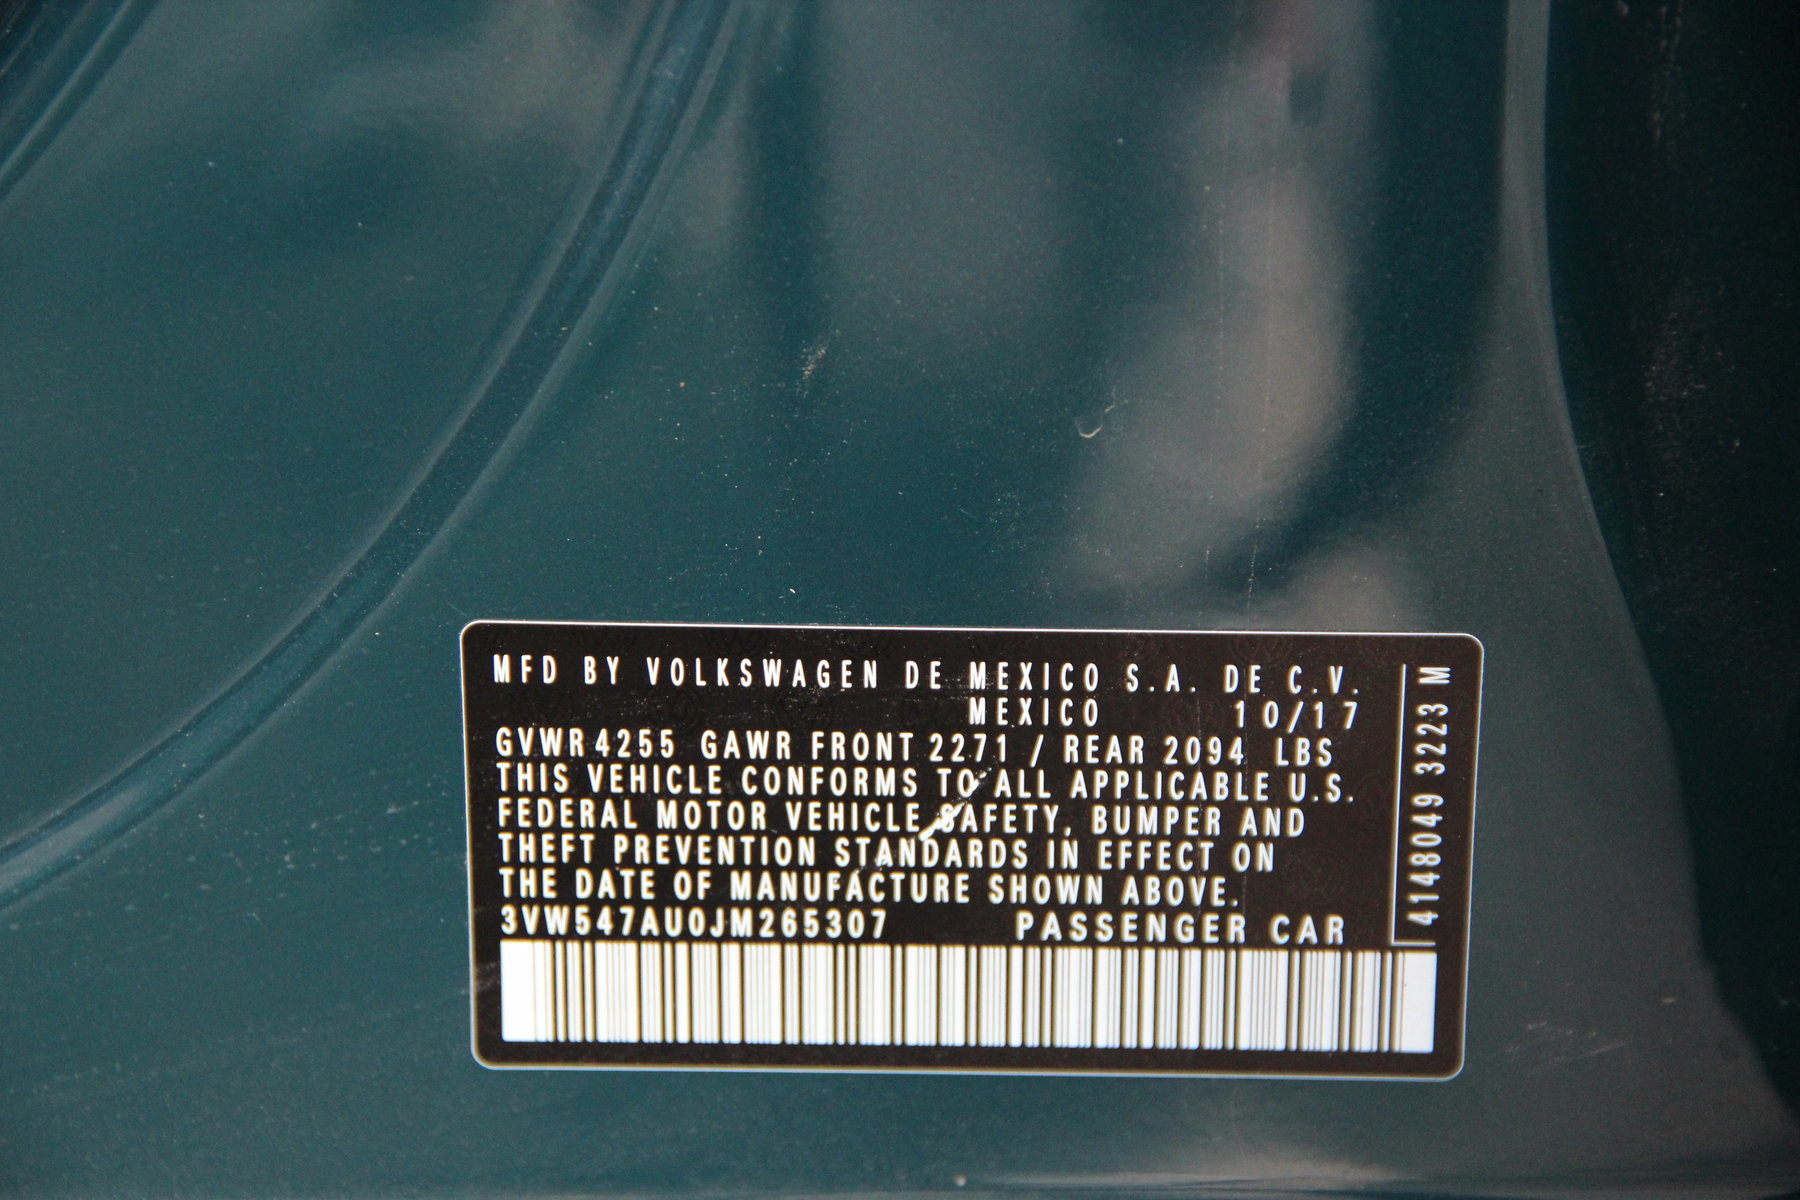 MFD BY VOLKSWAGEN DE MEXICO S.A. DE C.V.
MEXICO 10/17
GVWR 4255 GAWR FRONT 2271 / REAR 2094 LBS
THIS VEHICLE CONFORMS TO ALL APPLICABLE U.S.
FEDERAL MOTOR VEHICLE SAFETY, BUMPER AND
THEFT PREVENTION STANDARDS IN EFFECT ON
THE DATE OF MANUFACTURE SHOWN ABOVE.
3VW547AU0JM265307 PASSENGER CAR
4148049 3223 M